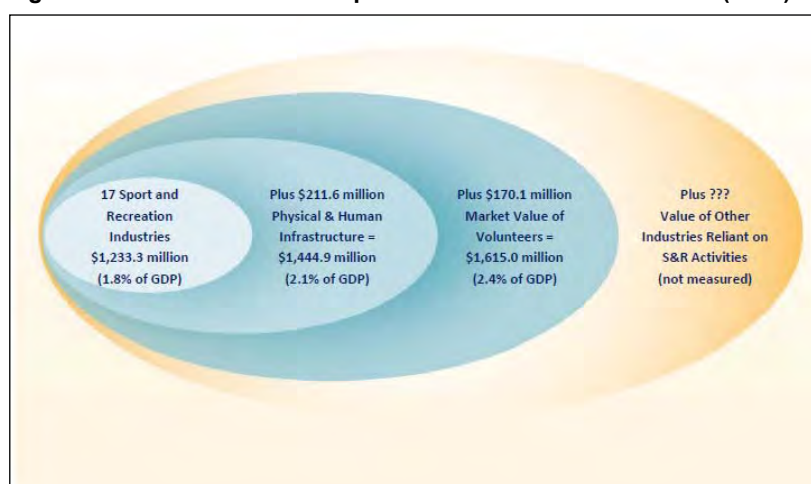 17 Sport and
Recreation
Industries
$1,233.3 million
(1.8% of GDP)
Plus $211.6 million
Physical & Human
Infrastructure =
$1,444.9 million
(2.1% of GDP)
Plus $170.1 million
Market Value of
Volunteers =
$1,615.0 million
(2.4% of GDP)
Plus ???
Value of Other
Industries Reliant on
S&R Activities
(not measured)